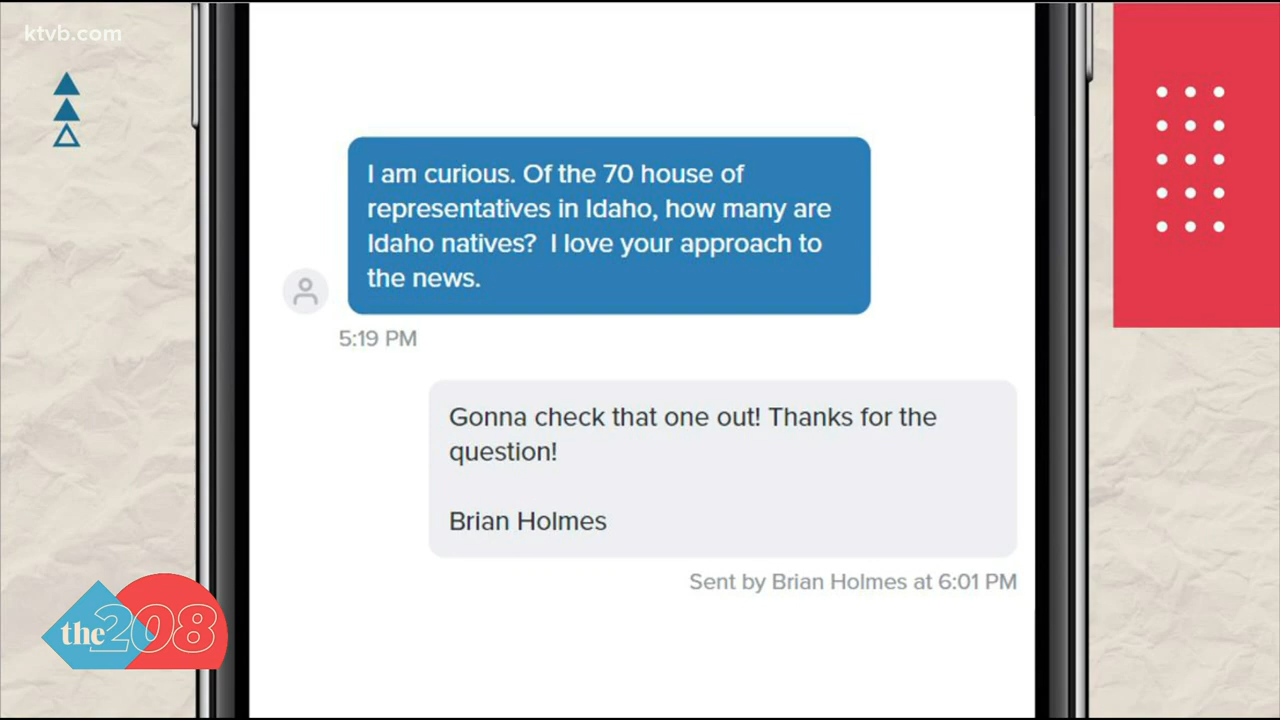 ktvb.com
I am curious. Of the 70 house of
representatives in Idaho, how many are
Idaho natives?  I love your approach to
the news.
5:19 PM
Gonna check that one out! Thanks for the
question!
Brian Holmes
Sent by Brian Holmes at 6:01 PM
the 208